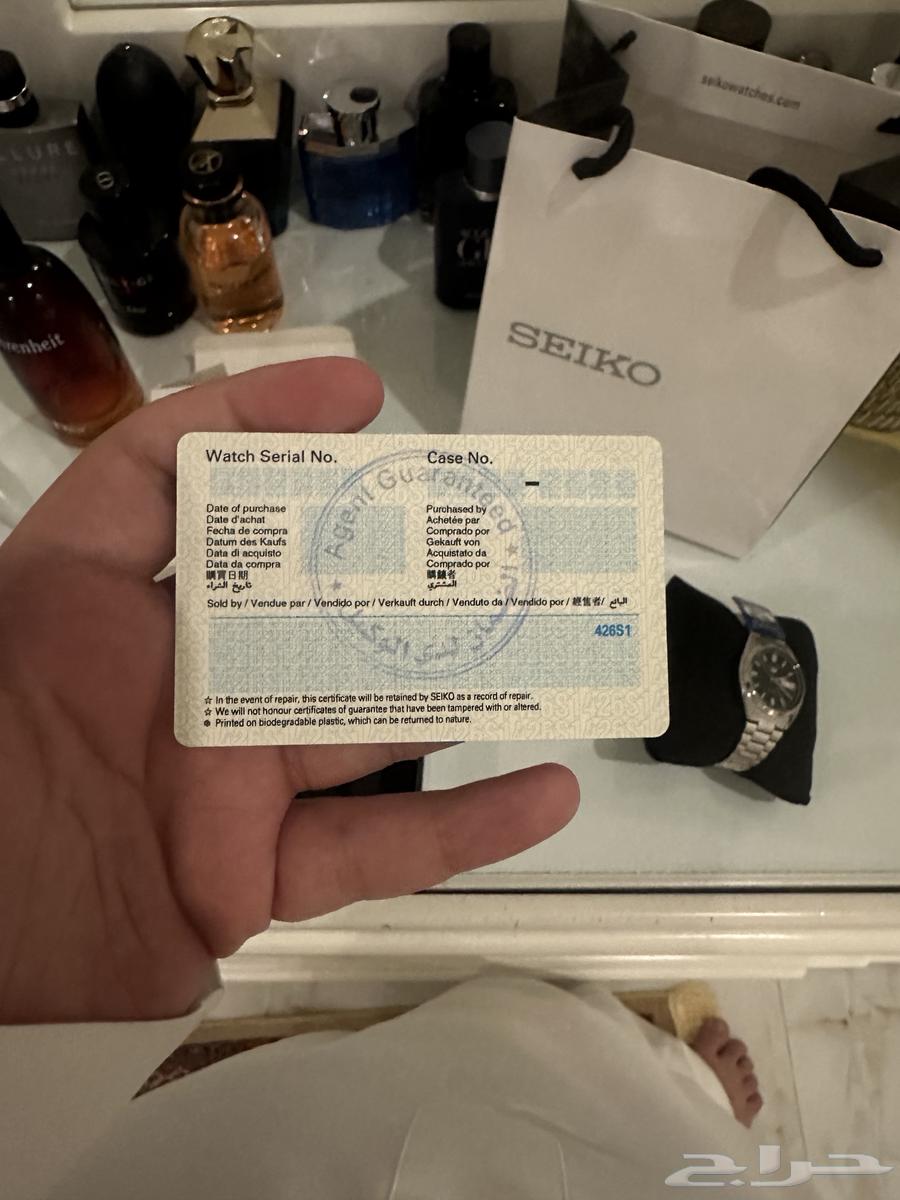 seikowatches.com
ALLURE
Fahrenheit
SEIKO
Watch Serial No.
Case No.
-
Agent Guaranteed
Date of purchase
Date d'achat
Fecha de compra
Datum des Kaufs
Data di acquisto
Data da compra
購買日期
تاريخ الشراء
Purchased by
Achetée par
Comprado por
Gekauft von
Acquistato da
Comprado por
購買者
المشتري
Sold by / Vendue par / Vendido por / Verkauft durch / Venduto da / Vendido por / 經售者/ البائع
426S1
الضمان لدى الوكيل
☆ In the event of repair, this certificate will be retained by SEIKO as a record of repair.
☆ We will not honour certificates of guarantee that have been tampered with or altered.
Printed on biodegradable plastic, which can be returned to nature.
حراج